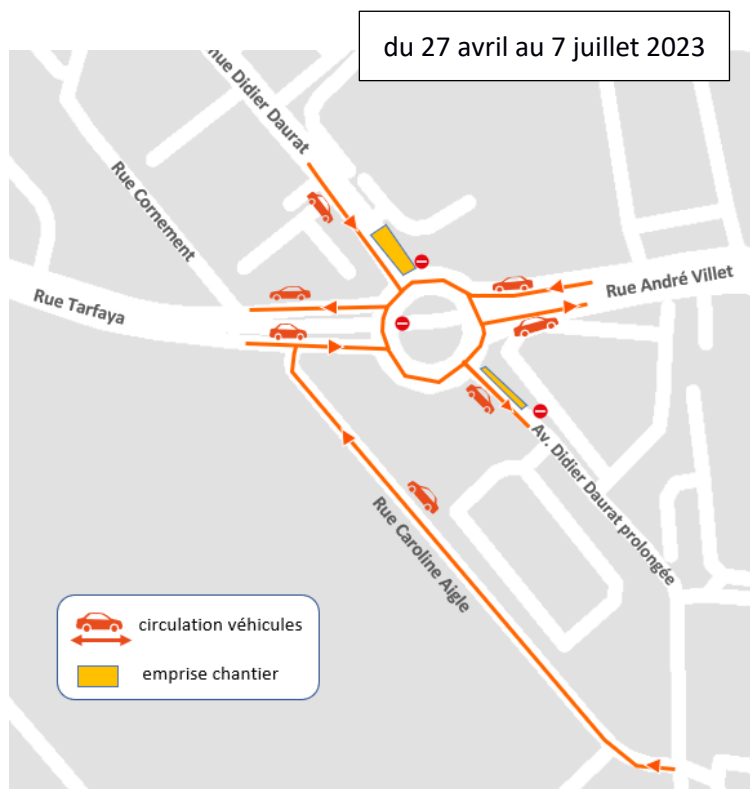 du 27 avril au 7 juillet 2023
nue Didier Daurat
Rue Cornement
Rue Tarfaya
Rue André Villet
Av. Didier Daurat prolongée
Rue Caroline Aigle
circulation véhicules
emprise chantier